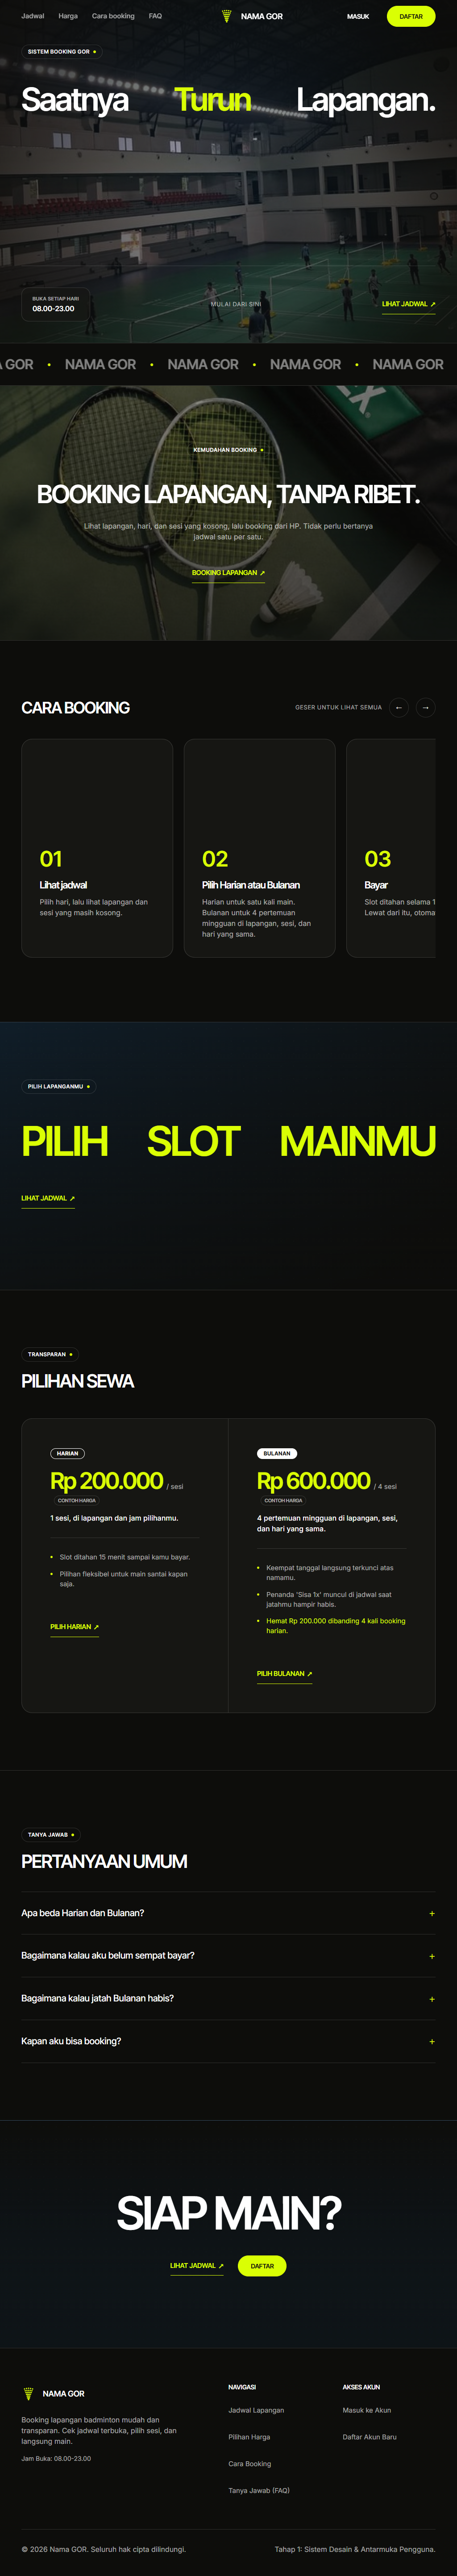 Jadwal Harga Cara booking FAQ NAMA GOR MASUK DAFTAR
SISTEM BOOKING GOR
Saatnya Turun Lapangan.
BUKA SETIAP HARI
08.00-23.00
MULAI DARI SINI
LIHAT JADWAL ↗
GOR • NAMA GOR • NAMA GOR • NAMA GOR • NAMA GOR
KEMUDAHAN BOOKING
BOOKING LAPANGAN, TANPA RIBET.
Lihat lapangan, hari, dan sesi yang kosong, lalu booking dari HP. Tidak perlu bertanya
jadwal satu per satu.
BOOKING LAPANGAN ↗
CARA BOOKING
GESER UNTUK LIHAT SEMUA ← →
01
Lihat jadwal
Pilih hari, lalu lihat lapangan dan
sesi yang masih kosong.
02
Pilih Harian atau Bulanan
Harian untuk satu kali main.
Bulanan untuk 4 pertemuan
mingguan di lapangan, sesi, dan
hari yang sama.
03
Bayar
Slot ditahan selama 1
Lewat dari itu, otoma
PILIH LAPANGANMU
PILIH SLOT MAINMU
LIHAT JADWAL ↗
TRANSPARAN
PILIHAN SEWA
HARIAN
Rp 200.000 / sesi
CONTOH HARGA
1 sesi, di lapangan dan jam pilihanmu.
• Slot ditahan 15 menit sampai kamu bayar.
• Pilihan fleksibel untuk main santai kapan
saja.
PILIH HARIAN ↗
BULANAN
Rp 600.000 / 4 sesi
CONTOH HARGA
4 pertemuan mingguan di lapangan, sesi,
dan hari yang sama.
• Keempat tanggal langsung terkunci atas
namamu.
• Penanda 'Sisa 1x' muncul di jadwal saat
jatahmu hampir habis.
• Hemat Rp 200.000 dibanding 4 kali booking
harian.
PILIH BULANAN ↗
TANYA JAWAB
PERTANYAAN UMUM
Apa beda Harian dan Bulanan? +
Bagaimana kalau aku belum sempat bayar? +
Bagaimana kalau jatah Bulanan habis? +
Kapan aku bisa booking? +
SIAP MAIN?
LIHAT JADWAL ↗ DAFTAR
NAMA GOR
Booking lapangan badminton mudah dan
transparan. Cek jadwal terbuka, pilih sesi, dan
langsung main.
Jam Buka: 08.00-23.00
NAVIGASI
Jadwal Lapangan
Pilihan Harga
Cara Booking
Tanya Jawab (FAQ)
AKSES AKUN
Masuk ke Akun
Daftar Akun Baru
© 2026 Nama GOR. Seluruh hak cipta dilindungi.
Tahap 1: Sistem Desain & Antarmuka Pengguna.